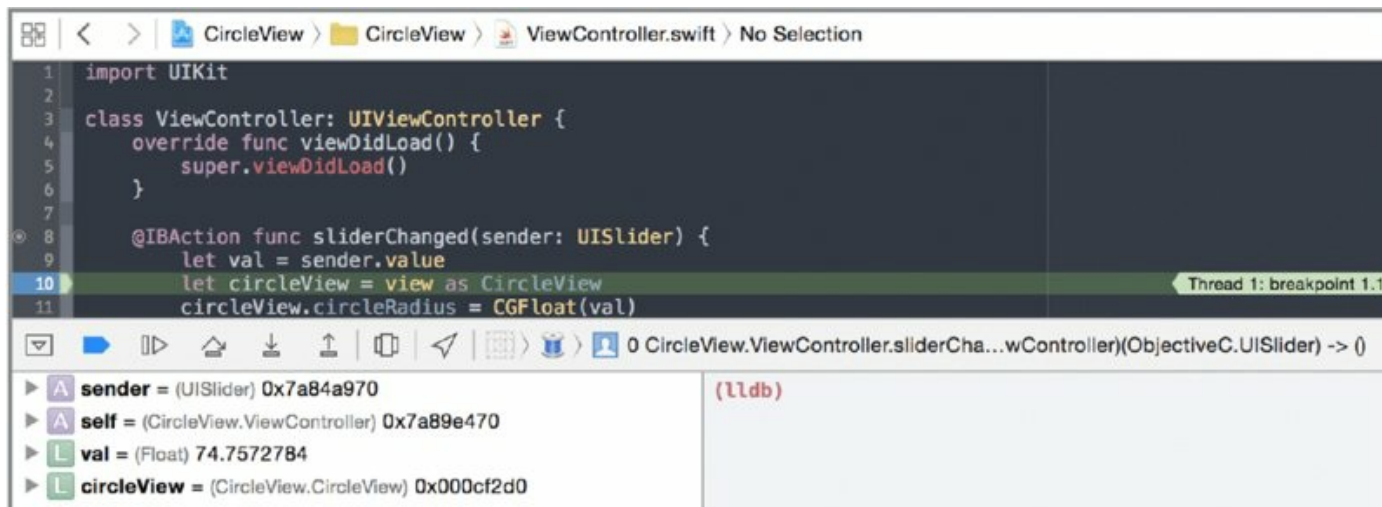 CircleView 〉 CircleView 〉 ViewController.swift 〉 No Selection
1 import UIKit
2
3 class ViewController: UIViewController {
4 override func viewDidLoad() {
5 super.viewDidLoad()
6 }
7
8 @IBAction func sliderChanged(sender: UISlider) {
9 let val = sender.value
10 let circleView = view as CircleView Thread 1: breakpoint 1.1
11 circleView.circleRadius = CGFloat(val)
0 CircleView.ViewController.sliderCha...wController)(ObjectiveC.UISlider) -> ()
A sender = (UISlider) 0x7a84a970
(lldb)
A self = (CircleView.ViewController) 0x7a89e470
L val = (Float) 74.7572784
L circleView = (CircleView.CircleView) 0x000cf2d0